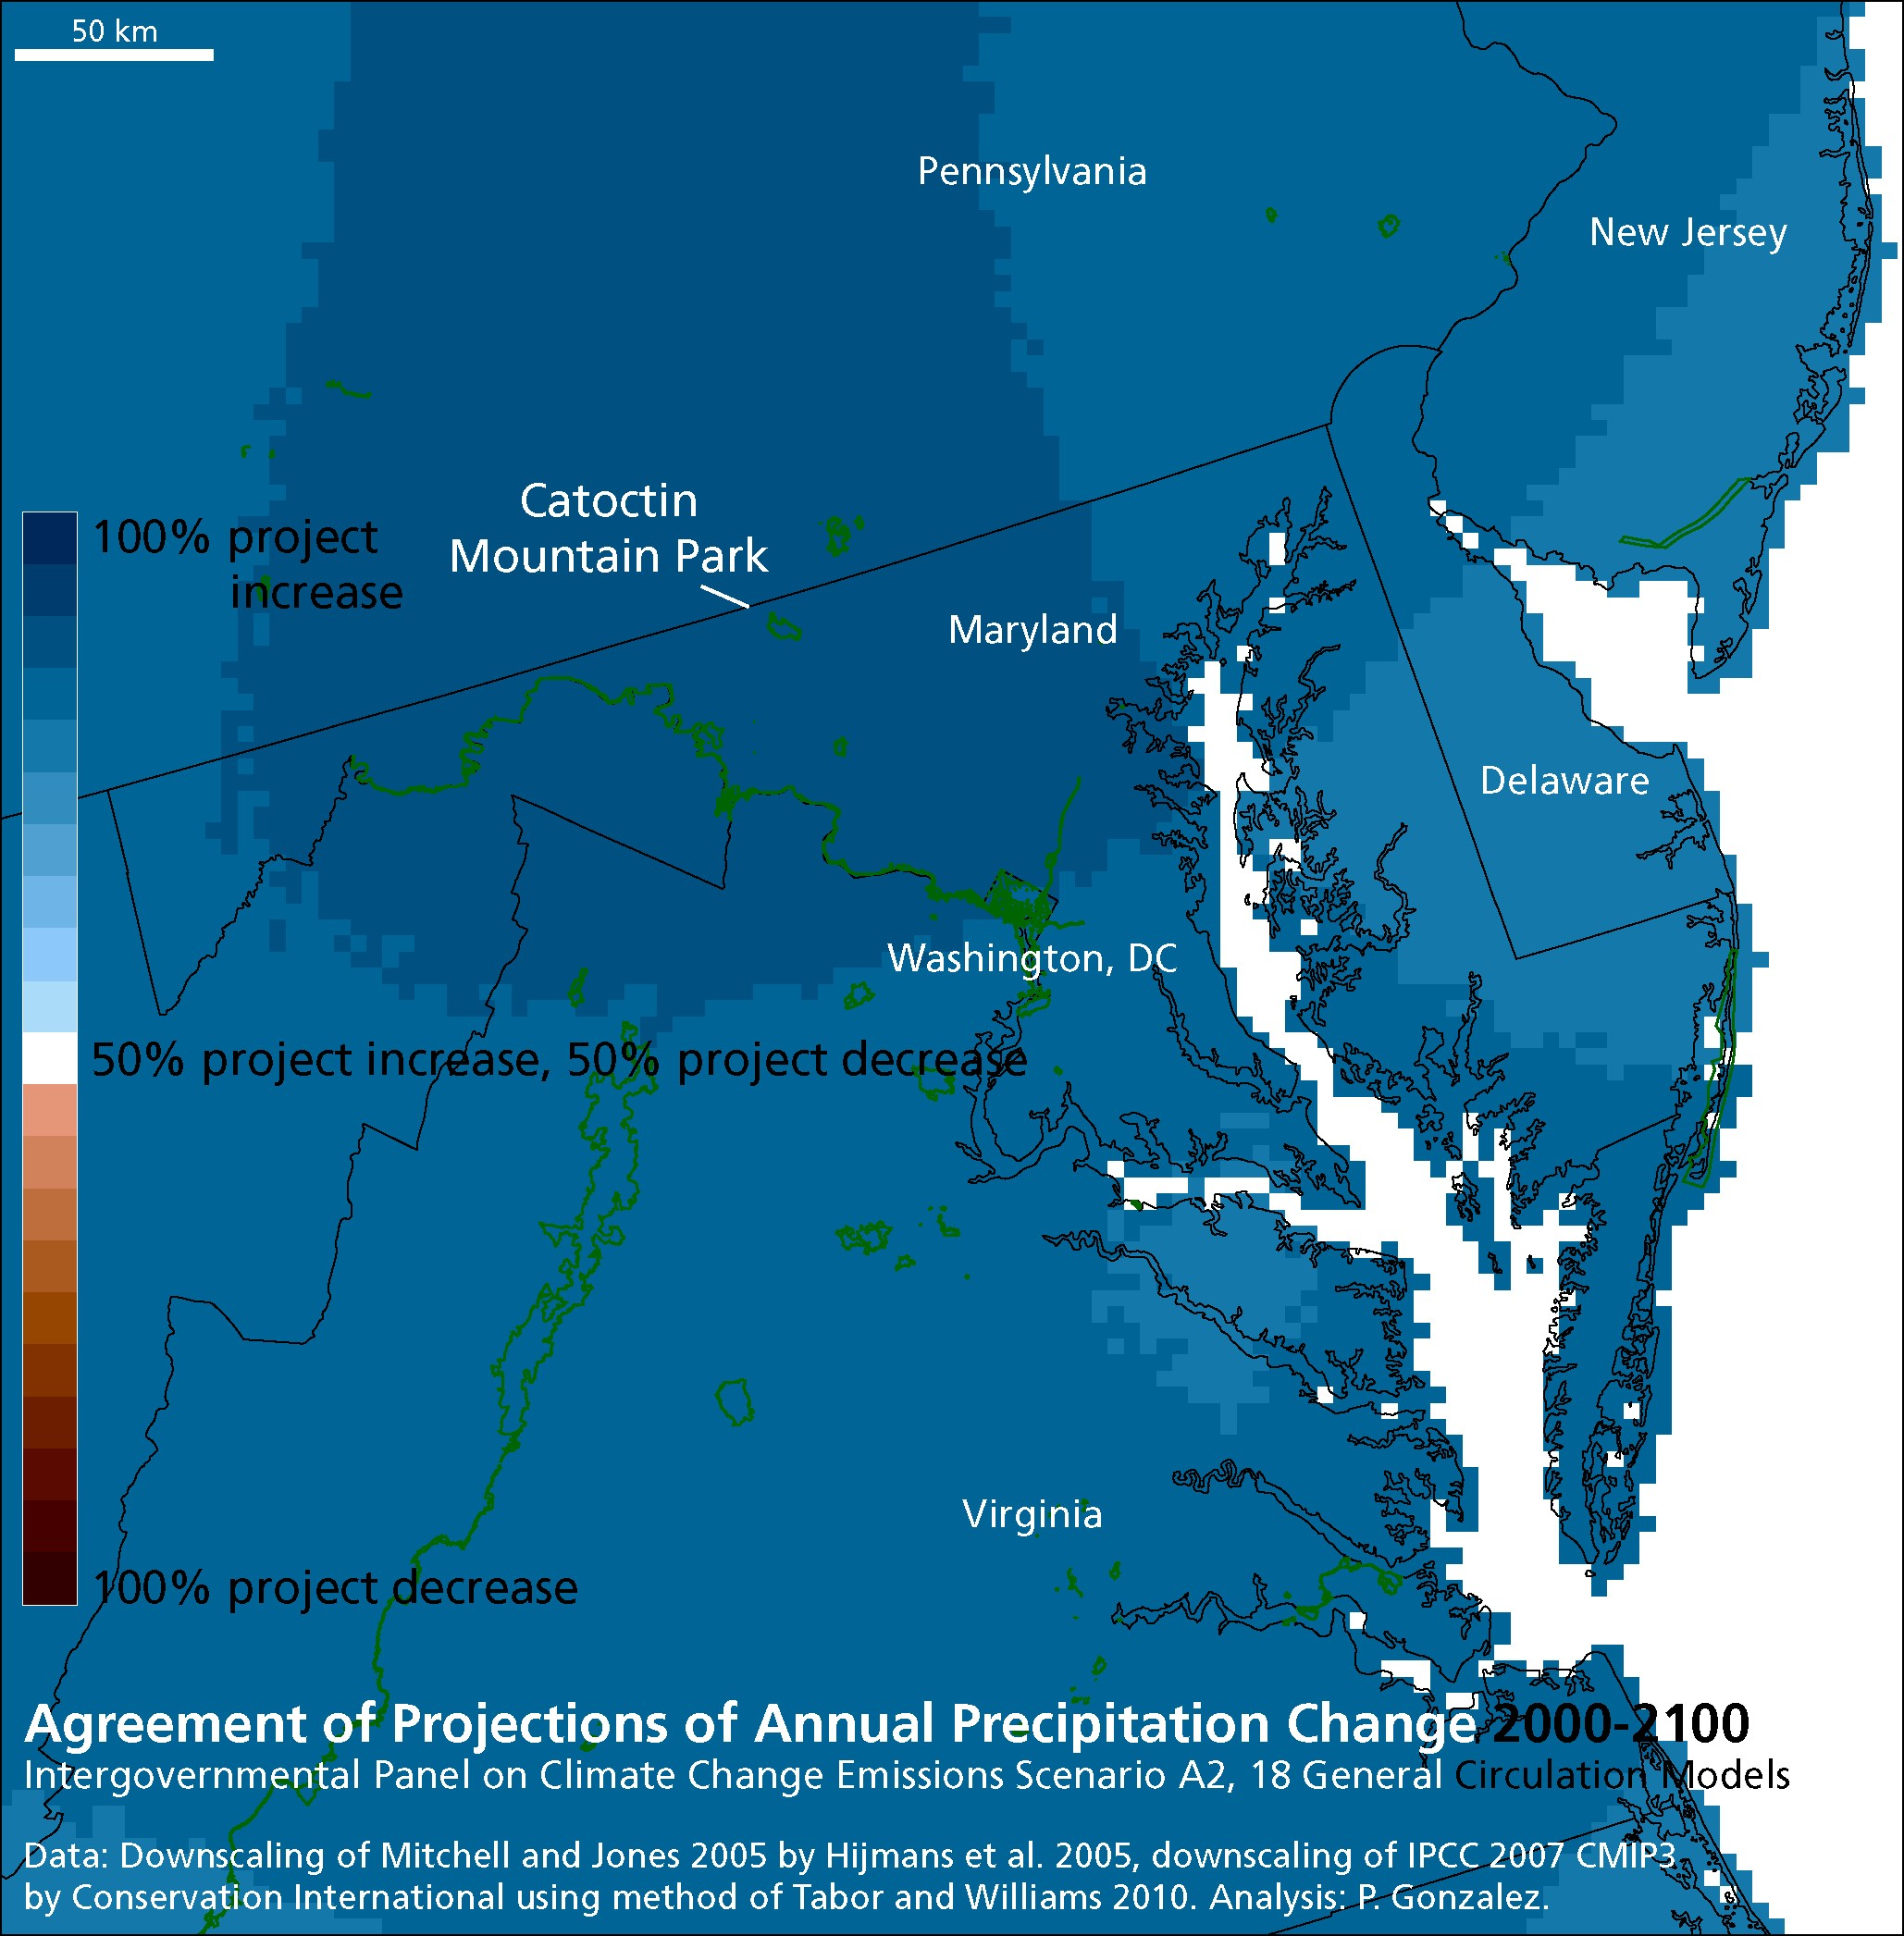 50 km
Pennsylvania
New Jersey
Catoctin
Mountain Park
100% project
increase
Maryland
Delaware
Washington, DC
50% project increase, 50% project decrease
Virginia
100% project decrease
Agreement of Projections of Annual Precipitation Change 2000-2100
Intergovernmental Panel on Climate Change Emissions Scenario A2, 18 General Circulation Models
Data: Downscaling of Mitchell and Jones 2005 by Hijmans et al. 2005, downscaling of IPCC 2007 CMIP3
by Conservation International using method of Tabor and Williams 2010. Analysis: P. Gonzalez.